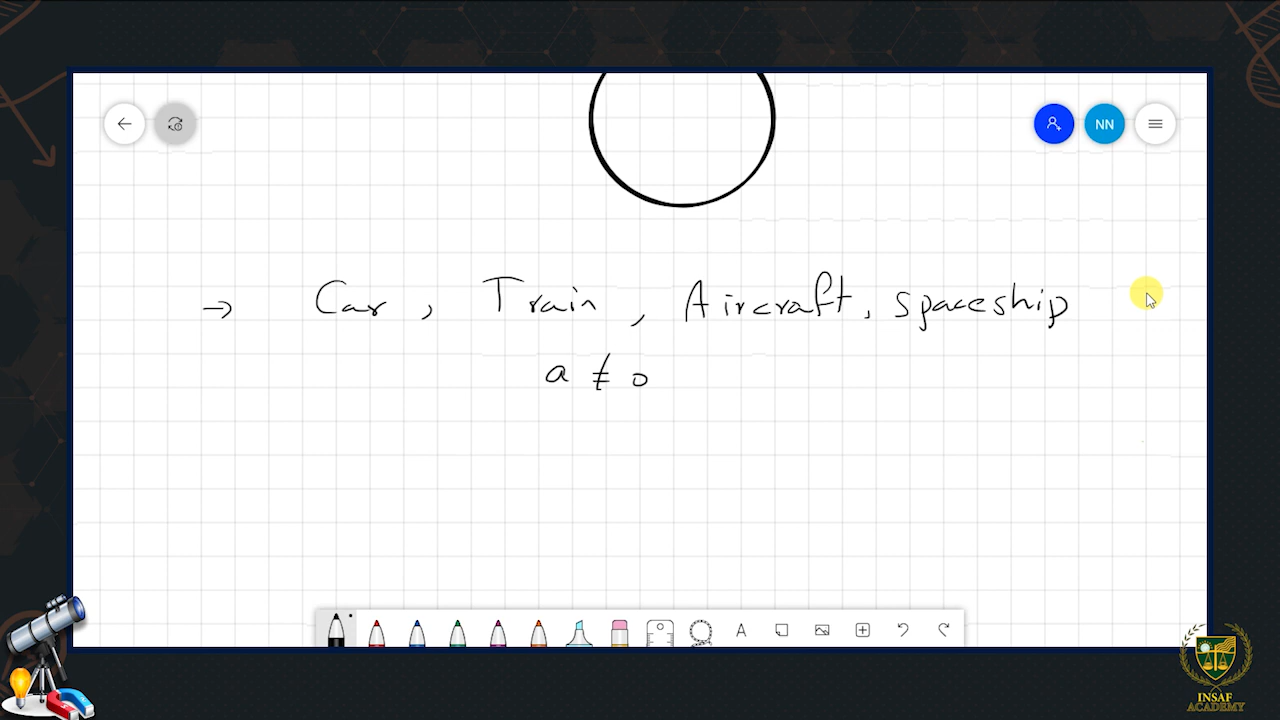 NN
→ Car, Train, Aircraft, spaceship
a ≠ 0
A
INSAF
ACADEMY